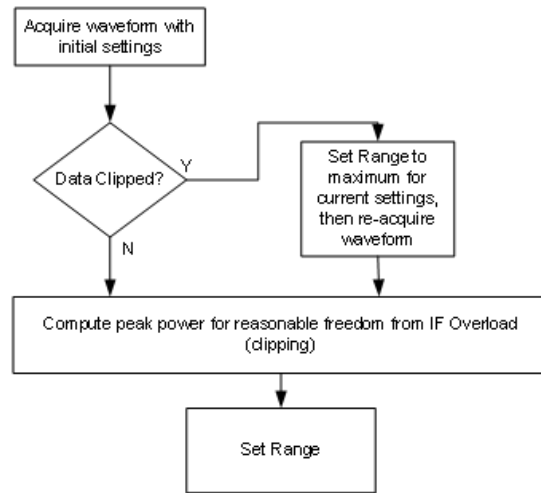 Acquire waveform with
initial settings
Data Clipped?
Y
N
Set Range to
maximum for
current settings,
then re-acquire
waveform
Compute peak power for reasonable freedom from IF Overload
(clipping)
Set Range